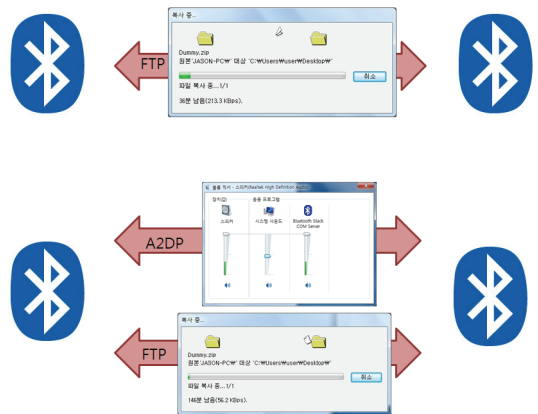 복사 중...
FTP
Dummy.zip
원본'JASON-PC₩' 대상 'C:₩Users₩user₩Desktop₩'
취소
파일 복사 중...1/1
36분 남음(213.3 KBps).
볼륨 믹서 - 스피커(Realtek High Definition Audio)
장치(D)
응용 프로그램
스피커
시스템 사운드
Bluetooth Stack
COM Server
A2DP
복사 중...
FTP
Dummy.zip
원본'JASON-PC₩' 대상 'C:₩Users₩user₩Desktop₩'
취소
파일 복사 중...1/1
146분 남음(56.2 KBps).